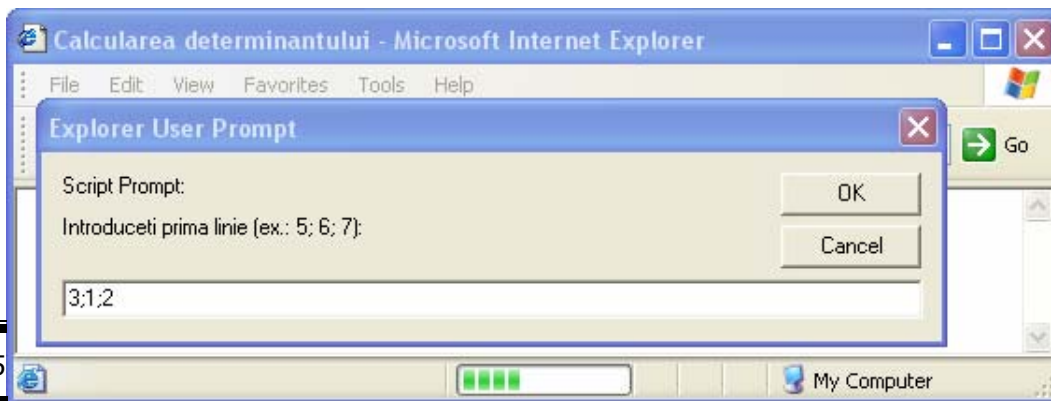 Calcularea determinantului - Microsoft Internet Explorer
File Edit View Favorites Tools Help
Explorer User Prompt
Go
Script Prompt:
OK
Introduceti prima linie (ex.: 5; 6; 7):
Cancel
3;1;2
My Computer